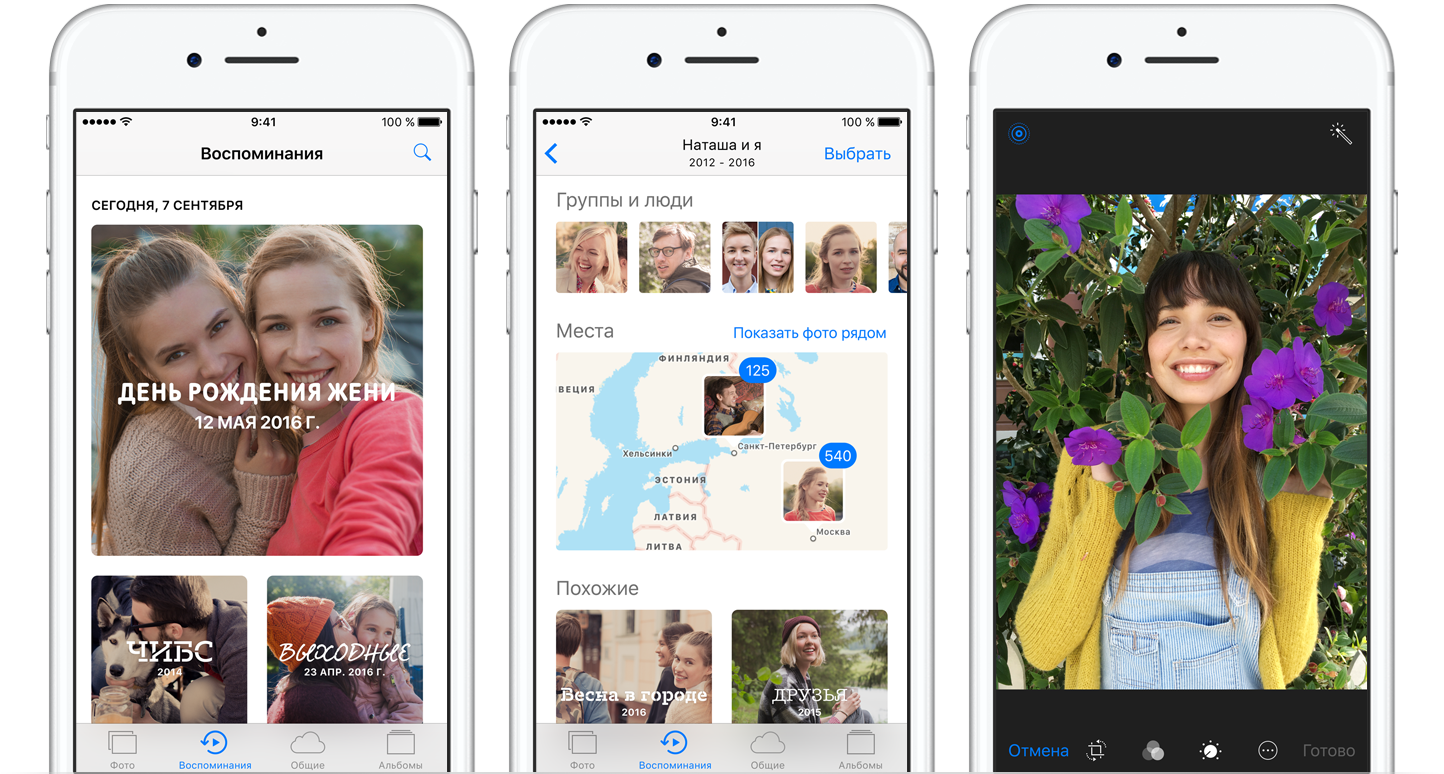 9:41
100 %
Воспоминания
СЕГОДНЯ, 7 СЕНТЯБРЯ
ДЕНЬ РОЖДЕНИЯ ЖЕНИ
12 МАЯ 2016 Г.
ЧИБС
2014
ВЫХОДНЫЕ
23 АПР. 2016 Г.
Фото
Воспоминания
Общие
Альбомы
9:41
100 %
Наташа и я
2012 - 2016
Выбрать
Группы и люди
Места
Показать фото рядом
ФИНЛЯНДИЯ
125
ВЕЦИЯ
Санкт-Петербург
Хельсинки
540
ЭСТОНИЯ
ЛАТВИЯ
Москва
ЛИТВА
Похожие
Весна в городе
2016
ДРУЗЬЯ
2015
Фото
Воспоминания
Общие
Альбомы
Отмена
Готово